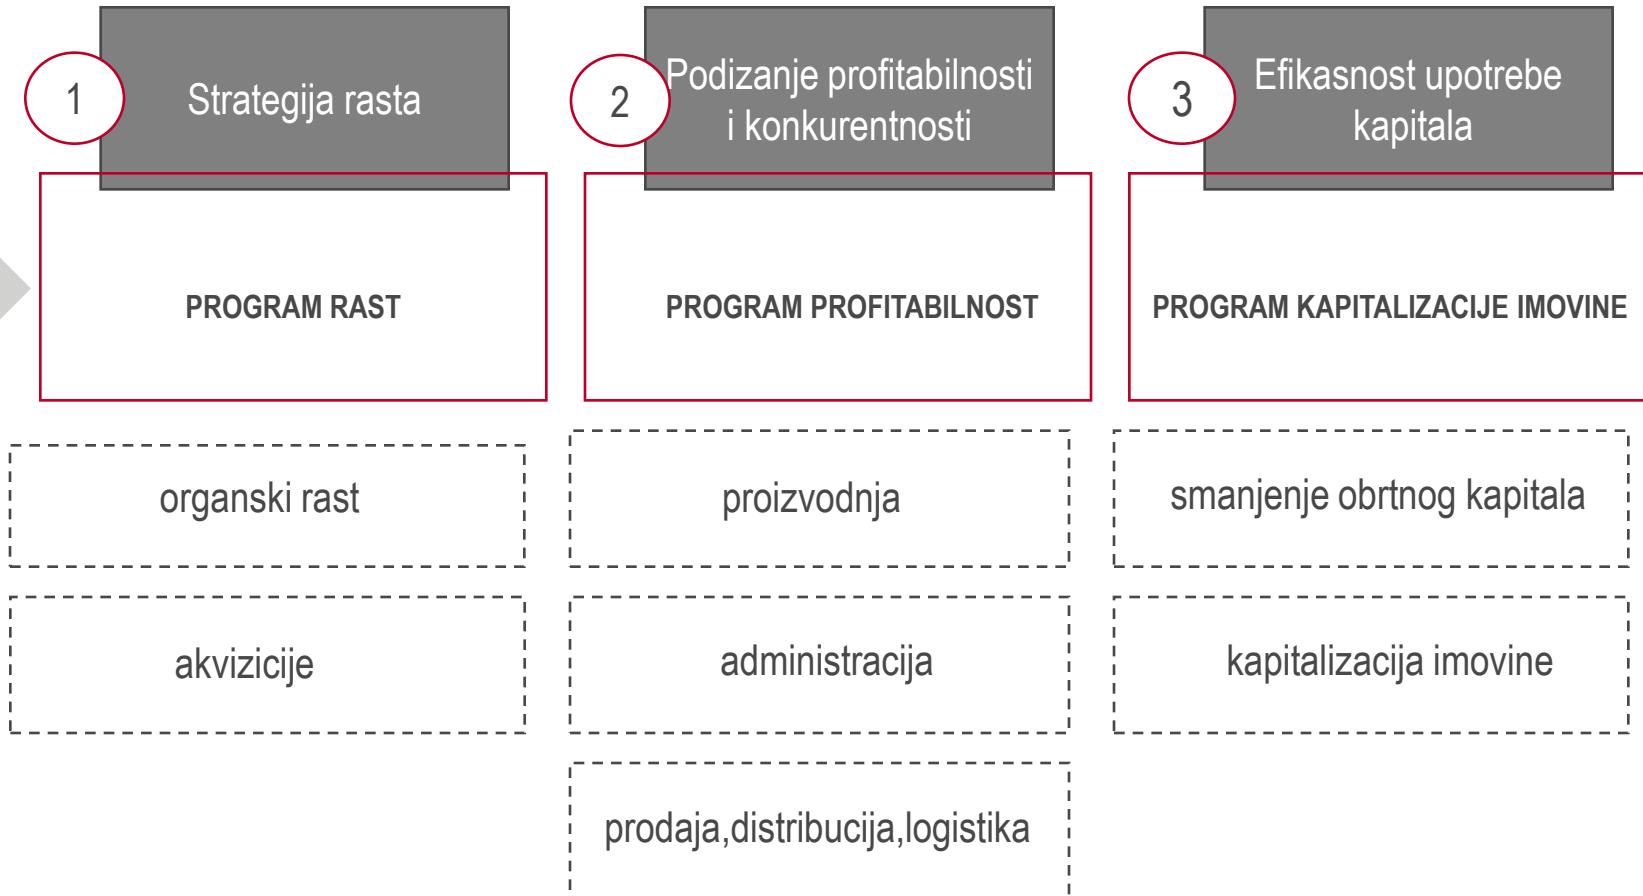 1
Strategija rasta
2
Podizanje profitabilnosti
i konkurentnosti
3
Efikasnost upotrebe
kapitala
PROGRAM RAST
PROGRAM PROFITABILNOST
PROGRAM KAPITALIZACIJE IMOVINE
organski rast
proizvodnja
smanjenje obrtnog kapitala
akvizicije
administracija
kapitalizacija imovine
prodaja,distribucija,logistika